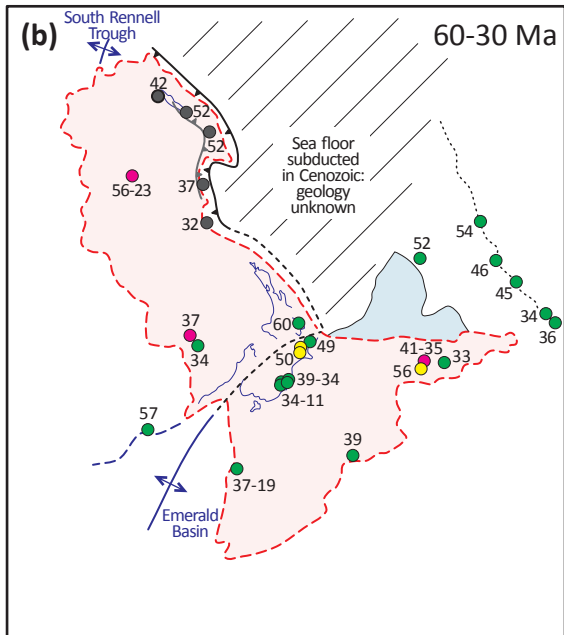 (b)
60-30 Ma
South Rennell
Trough
42
52
52
Sea floor
subducted
in Cenozoic:
geology
unknown
56-23
37
32
54
52
46
45
34
36
60
37
34
49
50
41-35
33
56
39-34
34-11
57
39
37-19
Emerald
Basin